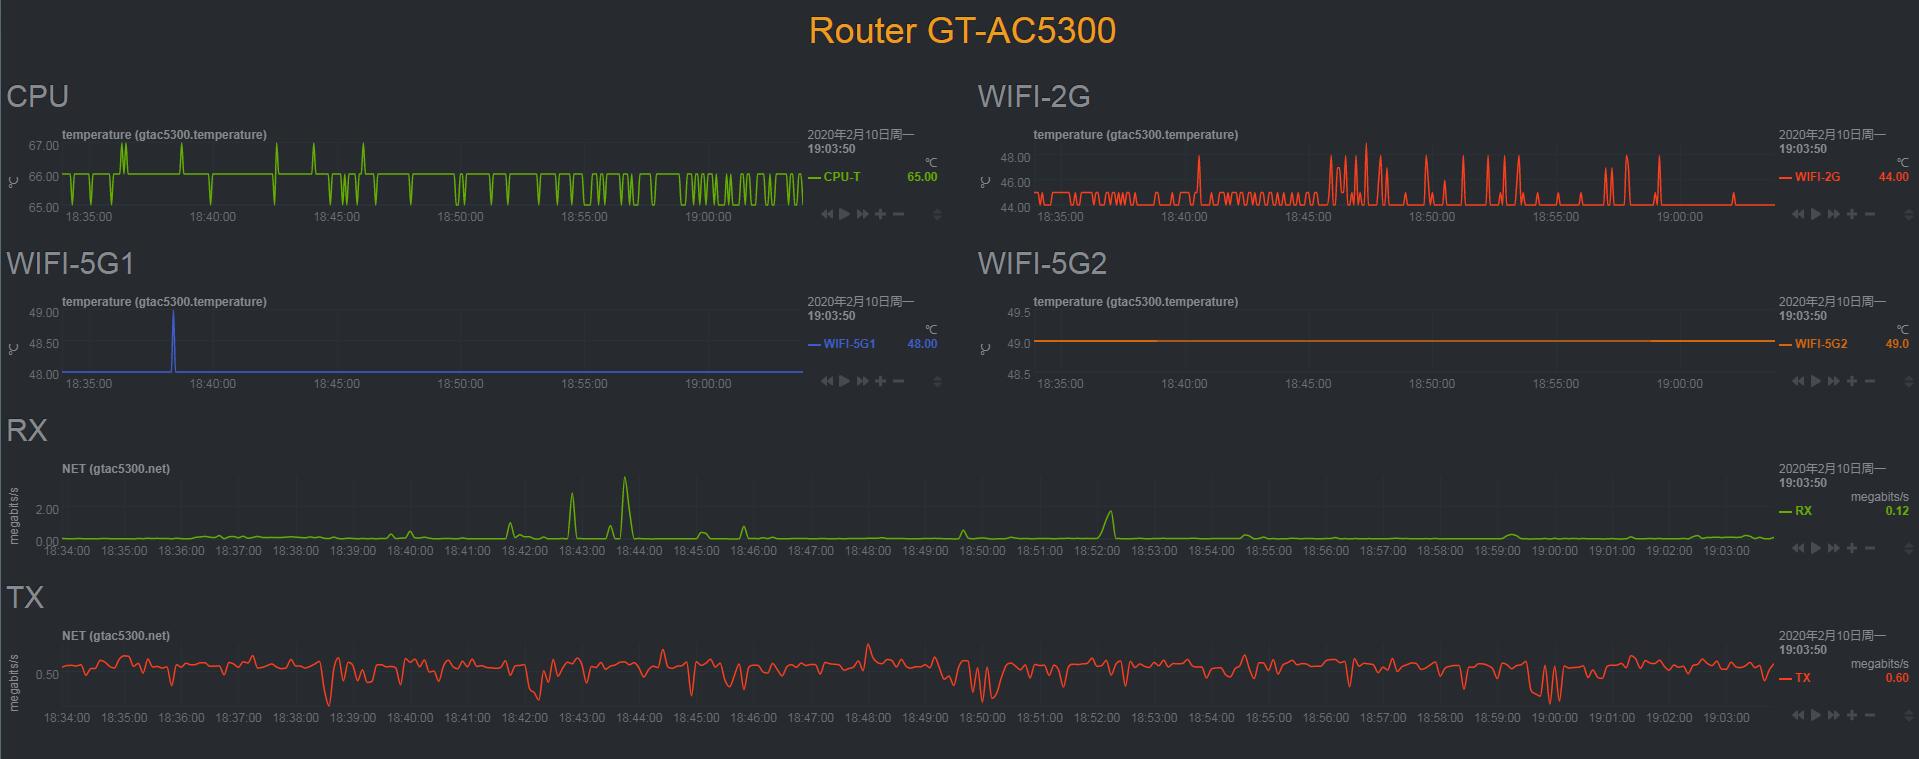 Router GT-AC5300
CPU
temperature (gtac5300.temperature)
℃
67.00
66.00
65.00
18:35:00 18:40:00 18:45:00 18:50:00 18:55:00 19:00:00
2020年2月10日周一
19:03:50
℃
CPU-T 65.00
WIFI-2G
temperature (gtac5300.temperature)
℃
48.00
46.00
44.00
18:35:00 18:40:00 18:45:00 18:50:00 18:55:00 19:00:00
2020年2月10日周一
19:03:50
℃
WIFI-2G 44.00
WIFI-5G1
temperature (gtac5300.temperature)
℃
49.00
48.50
48.00
18:35:00 18:40:00 18:45:00 18:50:00 18:55:00 19:00:00
2020年2月10日周一
19:03:50
℃
WIFI-5G1 48.00
WIFI-5G2
temperature (gtac5300.temperature)
℃
49.5
49.0
48.5
18:35:00 18:40:00 18:45:00 18:50:00 18:55:00 19:00:00
2020年2月10日周一
19:03:50
℃
WIFI-5G2 49.0
RX
NET (gtac5300.net)
megabits/s
2.00
0.00
18:34:00 18:35:00 18:36:00 18:37:00 18:38:00 18:39:00 18:40:00 18:41:00 18:42:00 18:43:00 18:44:00 18:45:00 18:46:00 18:47:00 18:48:00 18:49:00 18:50:00 18:51:00 18:52:00 18:53:00 18:54:00 18:55:00 18:56:00 18:57:00 18:58:00 18:59:00 19:00:00 19:01:00 19:02:00 19:03:00
2020年2月10日周一
19:03:50
megabits/s
RX 0.12
TX
NET (gtac5300.net)
megabits/s
0.50
18:34:00 18:35:00 18:36:00 18:37:00 18:38:00 18:39:00 18:40:00 18:41:00 18:42:00 18:43:00 18:44:00 18:45:00 18:46:00 18:47:00 18:48:00 18:49:00 18:50:00 18:51:00 18:52:00 18:53:00 18:54:00 18:55:00 18:56:00 18:57:00 18:58:00 18:59:00 19:00:00 19:01:00 19:02:00 19:03:00
2020年2月10日周一
19:03:50
megabits/s
TX 0.60